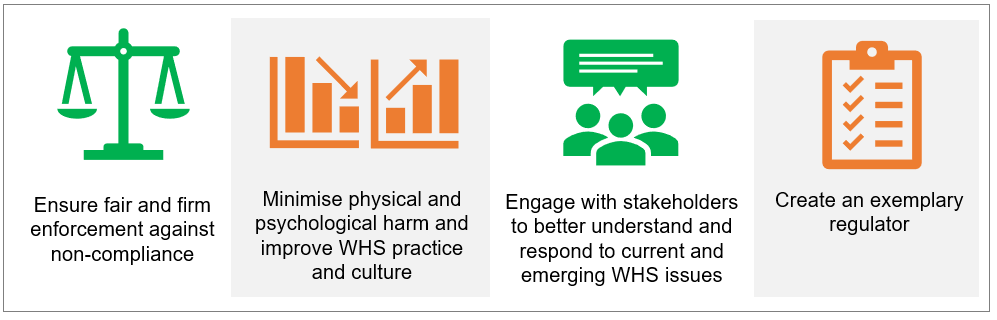 Ensure fair and firm
enforcement against
non-compliance
Minimise physical and
psychological harm and
improve WHS practice
and culture
Engage with stakeholders
to better understand and
respond to current and
emerging WHS issues
Create an exemplary
regulator